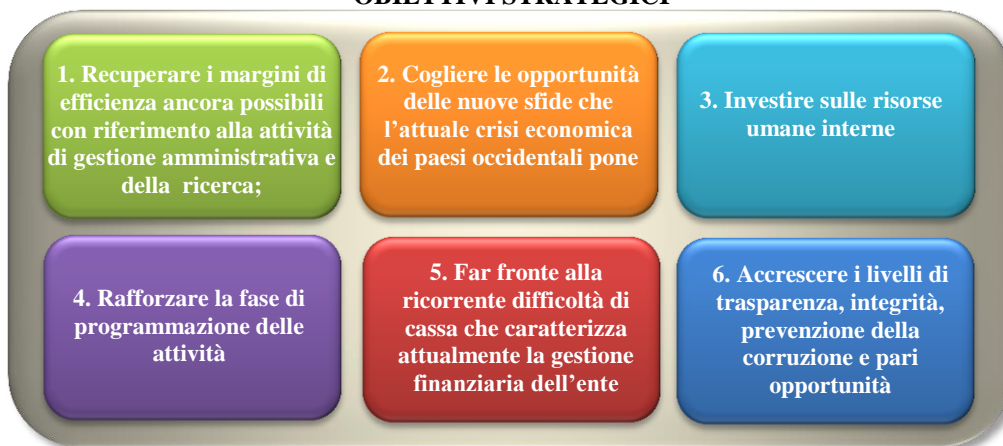 OBIETTIVI STRATEGICI
1. Recuperare i margini di
efficienza ancora possibili
con riferimento alla attività
di gestione amministrativa e
della ricerca;
2. Cogliere le opportunità
delle nuove sfide che
l’attuale crisi economica
dei paesi occidentali pone
3. Investire sulle risorse
umane interne
4. Rafforzare la fase di
programmazione delle
attività
5. Far fronte alla
ricorrente difficoltà di
cassa che caratterizza
attualmente la gestione
finanziaria dell’ente
6. Accrescere i livelli di
trasparenza, integrità,
prevenzione della
corruzione e pari
opportunità